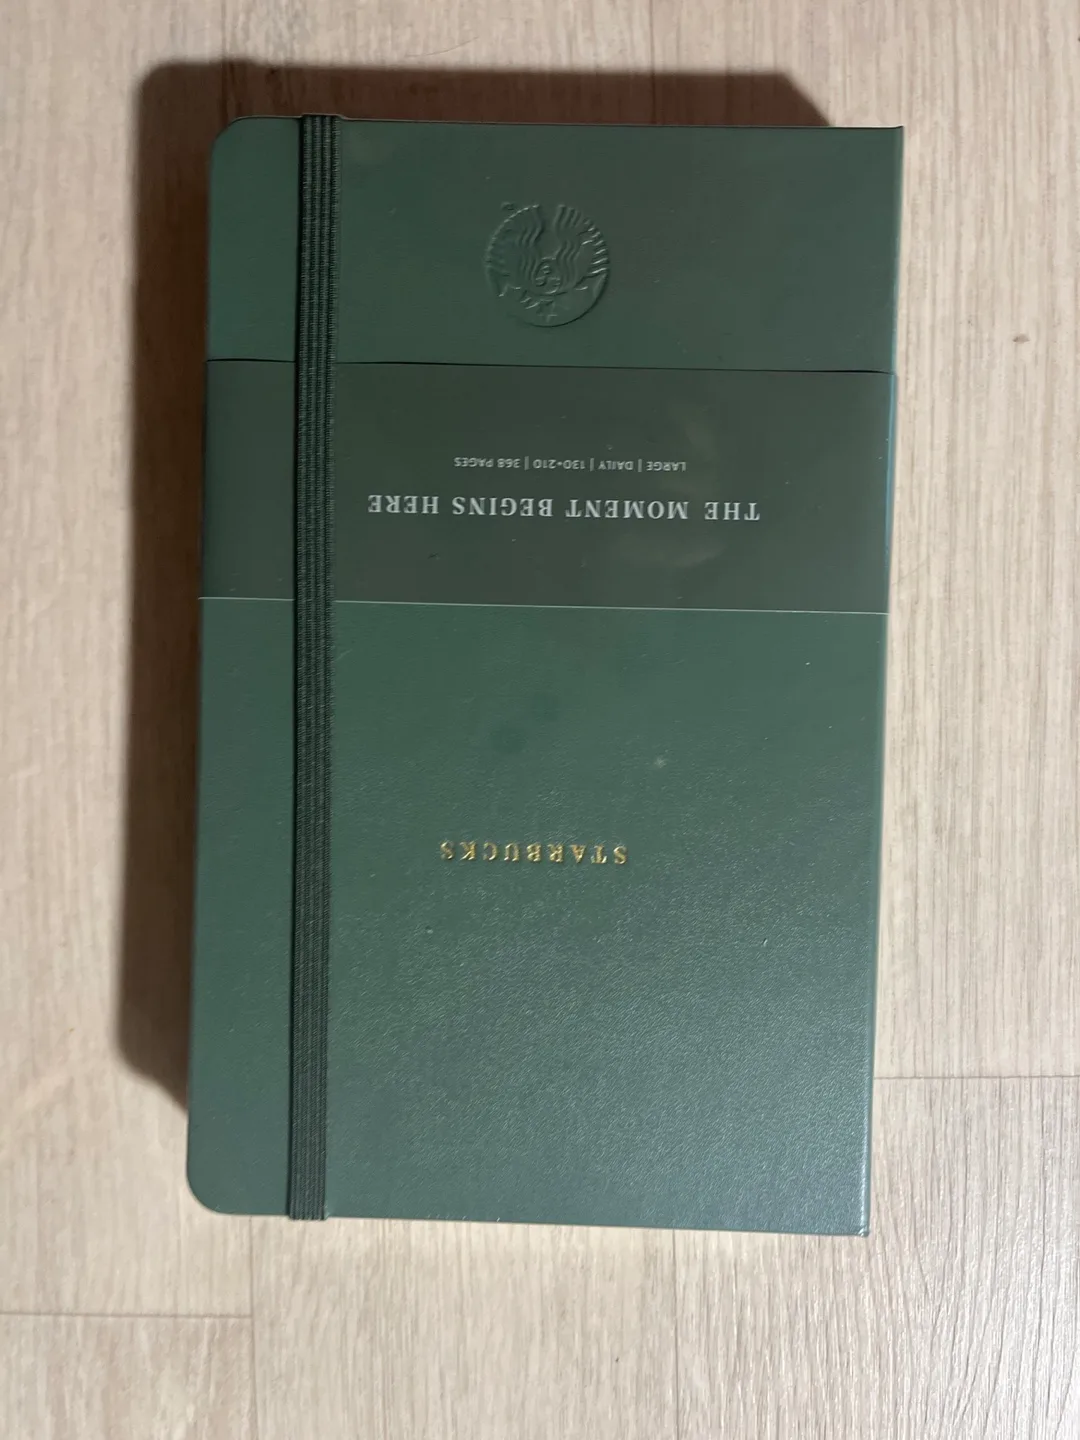 STARBUCKS
THE MOMENT BEGINS HERE
LARGE | DAILY | 130*210 | 368 PAGES